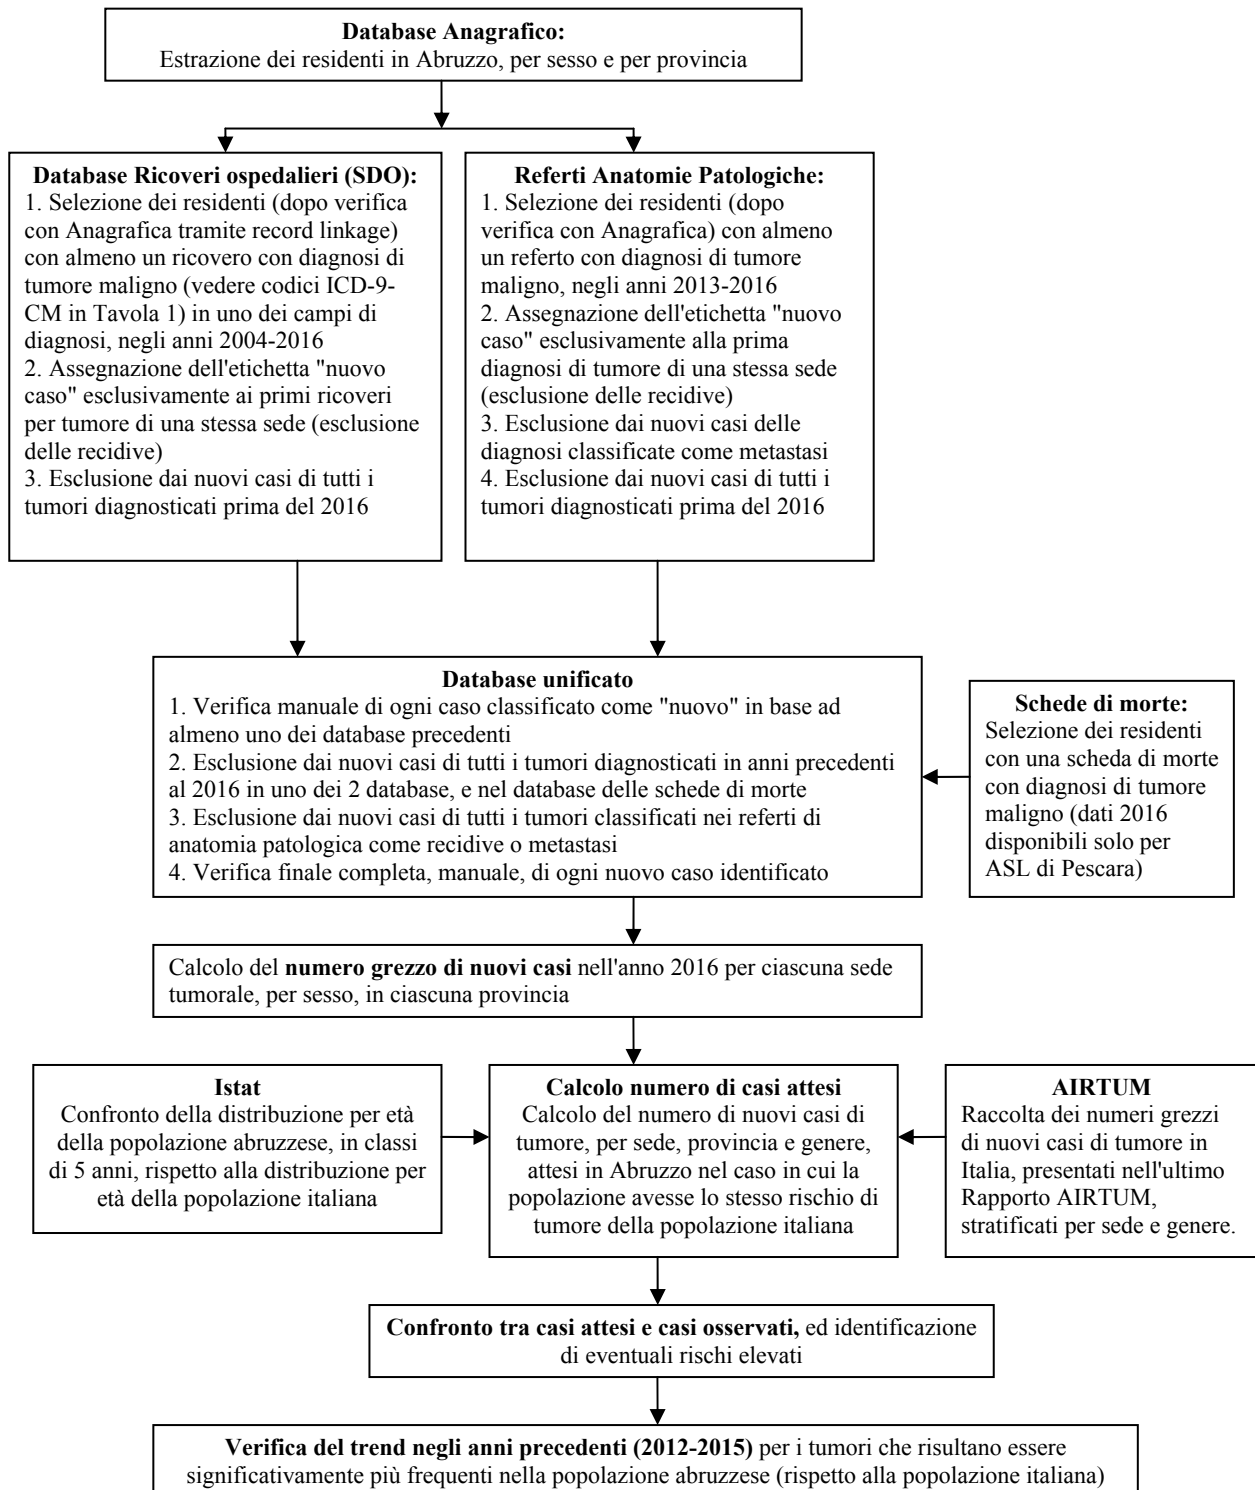 Database Anagrafico:
Estrazione dei residenti in Abruzzo, per sesso e per provincia
Database Ricoveri ospedalieri (SDO):
1. Selezione dei residenti (dopo verifica
con Anagrafica tramite record linkage)
con almeno un ricovero con diagnosi di
tumore maligno (vedere codici ICD-9-
CM in Tavola 1) in uno dei campi di
diagnosi, negli anni 2004-2016
2. Assegnazione dell'etichetta "nuovo
caso" esclusivamente ai primi ricoveri
per tumore di una stessa sede (esclusione
delle recidive)
3. Esclusione dai nuovi casi di tutti i
tumori diagnosticati prima del 2016
Referti Anatomie Patologiche:
1. Selezione dei residenti (dopo
verifica con Anagrafica) con almeno
un referto con diagnosi di tumore
maligno, negli anni 2013-2016
2. Assegnazione dell'etichetta "nuovo
caso" esclusivamente alla prima
diagnosi di tumore di una stessa sede
(esclusione delle recidive)
3. Esclusione dai nuovi casi delle
diagnosi classificate come metastasi
4. Esclusione dai nuovi casi di tutti i
tumori diagnosticati prima del 2016
Database unificato
1. Verifica manuale di ogni caso classificato come "nuovo" in base ad
almeno uno dei database precedenti
2. Esclusione dai nuovi casi di tutti i tumori diagnosticati in anni precedenti
al 2016 in uno dei 2 database, e nel database delle schede di morte
3. Esclusione dai nuovi casi di tutti i tumori classificati nei referti di
anatomia patologica come recidive o metastasi
4. Verifica finale completa, manuale, di ogni nuovo caso identificato
Schede di morte:
Selezione dei residenti
con una scheda di morte
con diagnosi di tumore
maligno (dati 2016
disponibili solo per
ASL di Pescara)
Calcolo del numero grezzo di nuovi casi nell'anno 2016 per ciascuna sede
tumorale, per sesso, in ciascuna provincia
Istat
Confronto della distribuzione per età
della popolazione abruzzese, in classi
di 5 anni, rispetto alla distribuzione per
età della popolazione italiana
Calcolo numero di casi attesi
Calcolo del numero di nuovi casi di
tumore, per sede, provincia e genere,
attesi in Abruzzo nel caso in cui la
popolazione avesse lo stesso rischio di
tumore della popolazione italiana
AIRTUM
Raccolta dei numeri grezzi
di nuovi casi di tumore in
Italia, presentati nell'ultimo
Rapporto AIRTUM,
stratificati per sede e genere.
Confronto tra casi attesi e casi osservati, ed identificazione
di eventuali rischi elevati
Verifica del trend negli anni precedenti (2012-2015) per i tumori che risultano essere
significativamente più frequenti nella popolazione abruzzese (rispetto alla popolazione italiana)